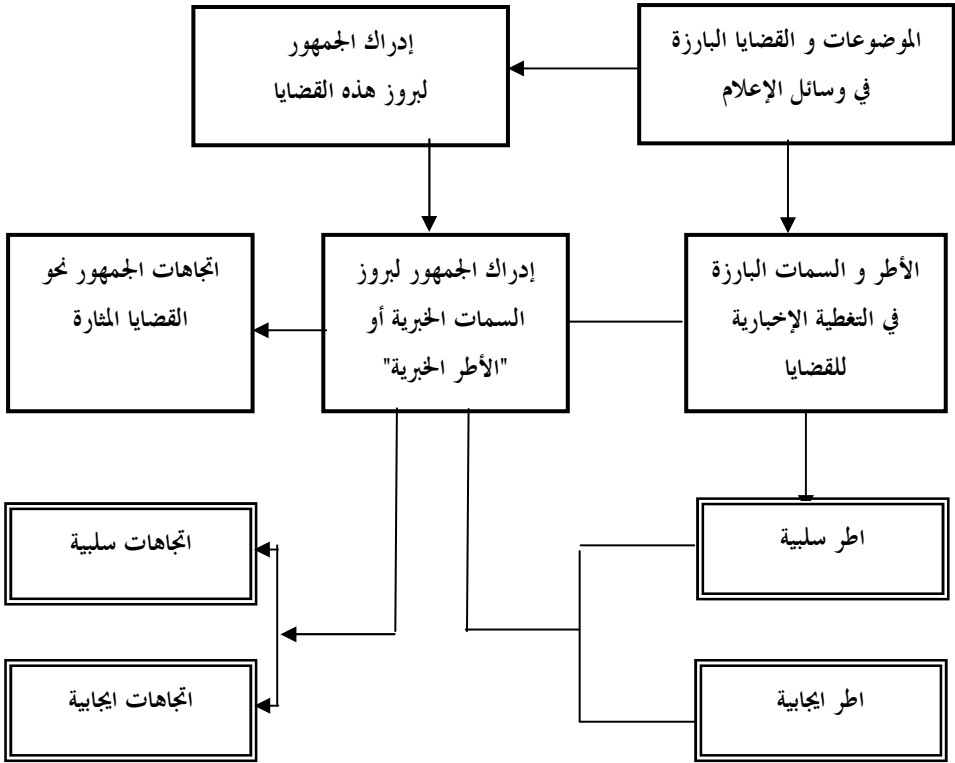 الموضوعات و القضايا البارزة
في وسائل الإعلام
إدراك الجمهور
لبروز هذه القضايا
الأطر و السمات البارزة
في التغطية الإخبارية
للقضايا
إدراك الجمهور لبروز
السمات الخبرية أو
"الأطر الخبرية"
اتجاهات الجمهور نحو
القضايا المثارة
اطر سلبية
اتجاهات سلبية
اطر ايجابية
اتجاهات ايجابية